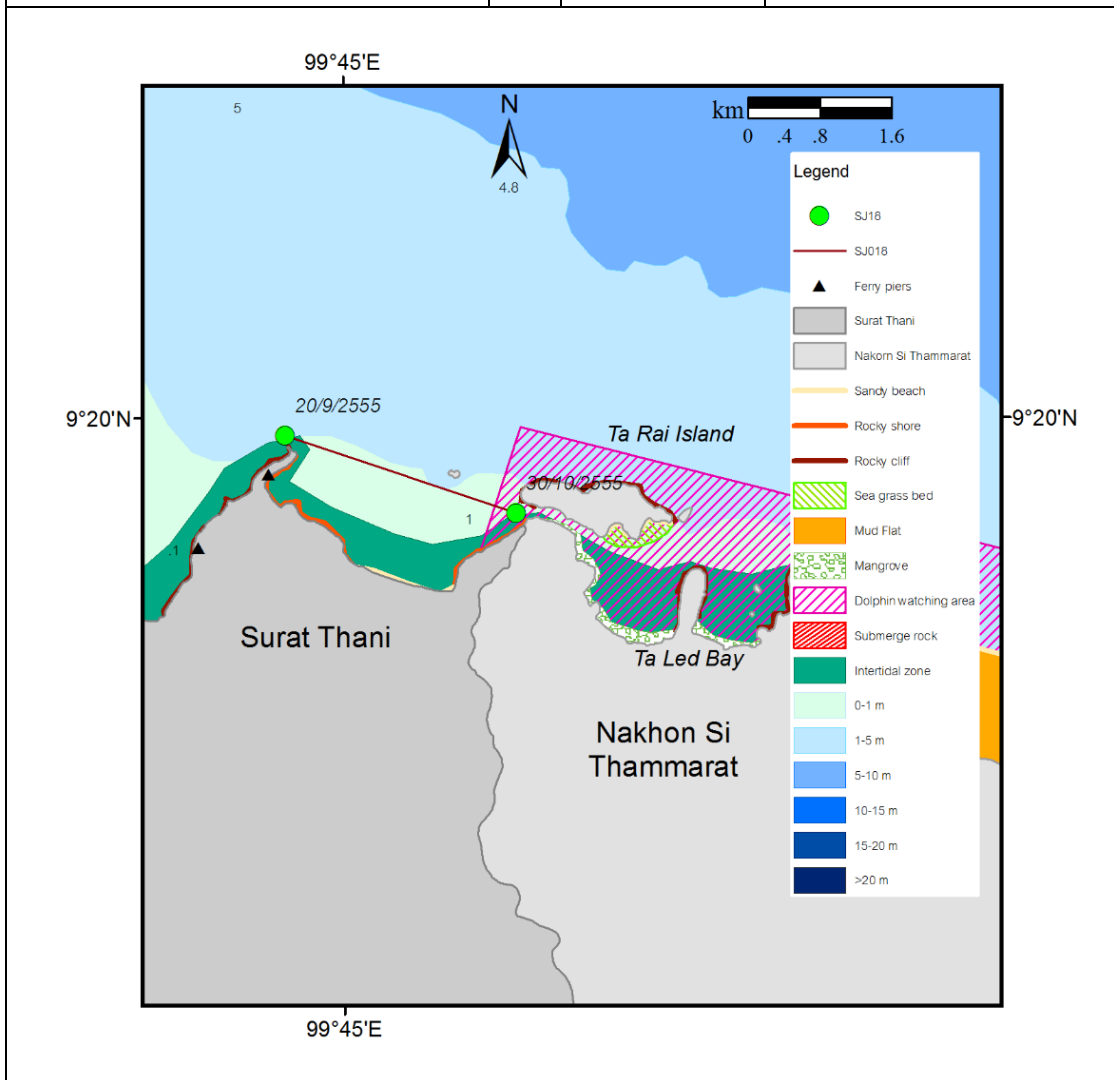 99°45'E
5
N
km
0 .4 .8 1.6
4.8
Legend
SJ18
SJ018
Ferry piers
Surat Thani
Nakorn Si Thammarat
Sandy beach
Rocky shore
Rocky cliff
Sea grass bed
Mud Flat
Mangrove
Dolphin watching area
Submerge rock
Intertidal zone
0-1 m
1-5 m
5-10 m
10-15 m
15-20 m
>20 m
9°20'N
9°20'N
20/9/2555
Ta Rai Island
30/10/2555
1
.1
Surat Thani
Ta Led Bay
Nakhon Si
Thammarat
99°45'E